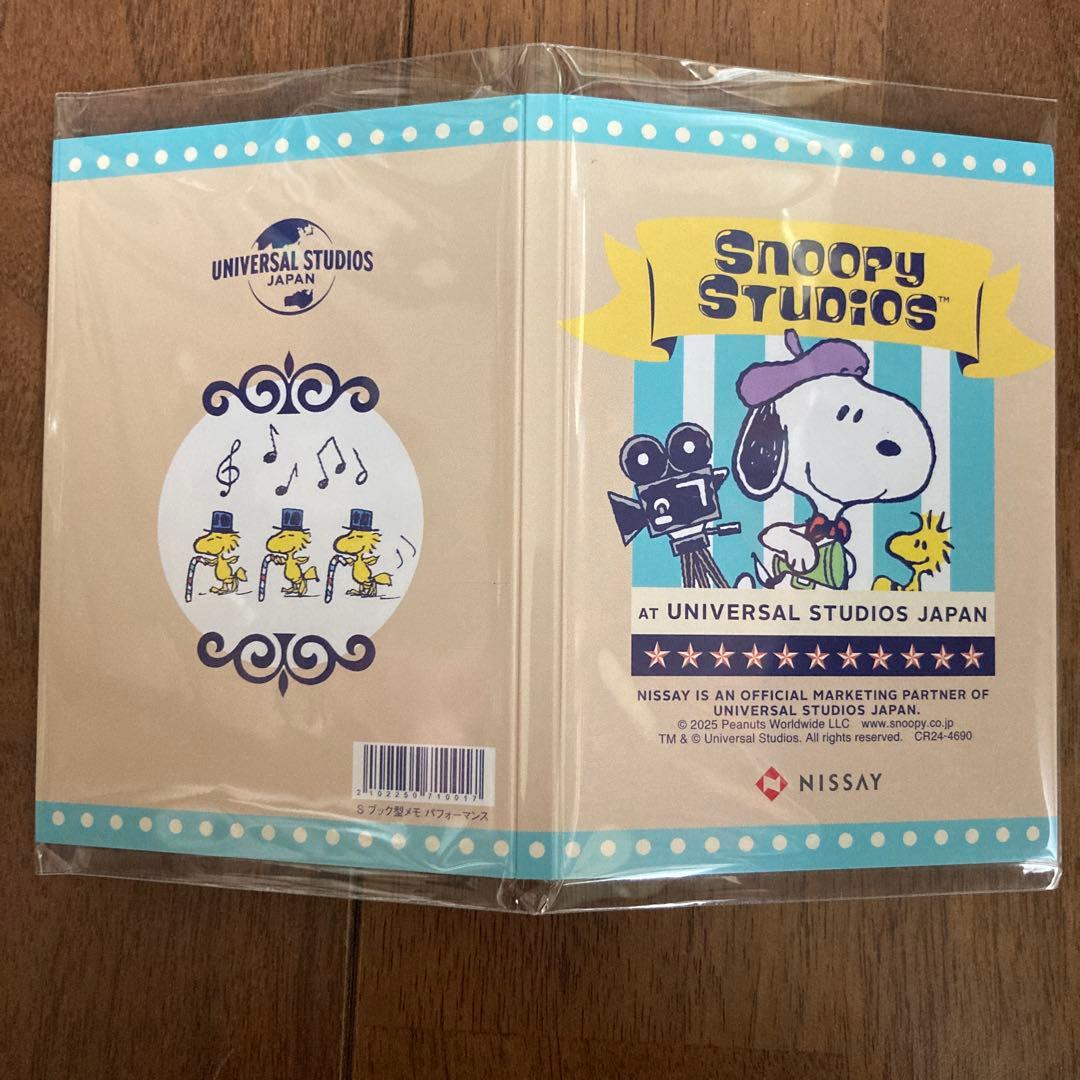 UNIVERSAL STUDIOS
JAPAN
2102250710017
S ブック型メモ パフォーマンス
SNOOPY
STUDIOS™
AT UNIVERSAL STUDIOS JAPAN
NISSAY IS AN OFFICIAL MARKETING PARTNER OF
UNIVERSAL STUDIOS JAPAN.
© 2025 Peanuts Worldwide LLC www.snoopy.co.jp
TM & © Universal Studios. All rights reserved. CR24-4690
NISSAY